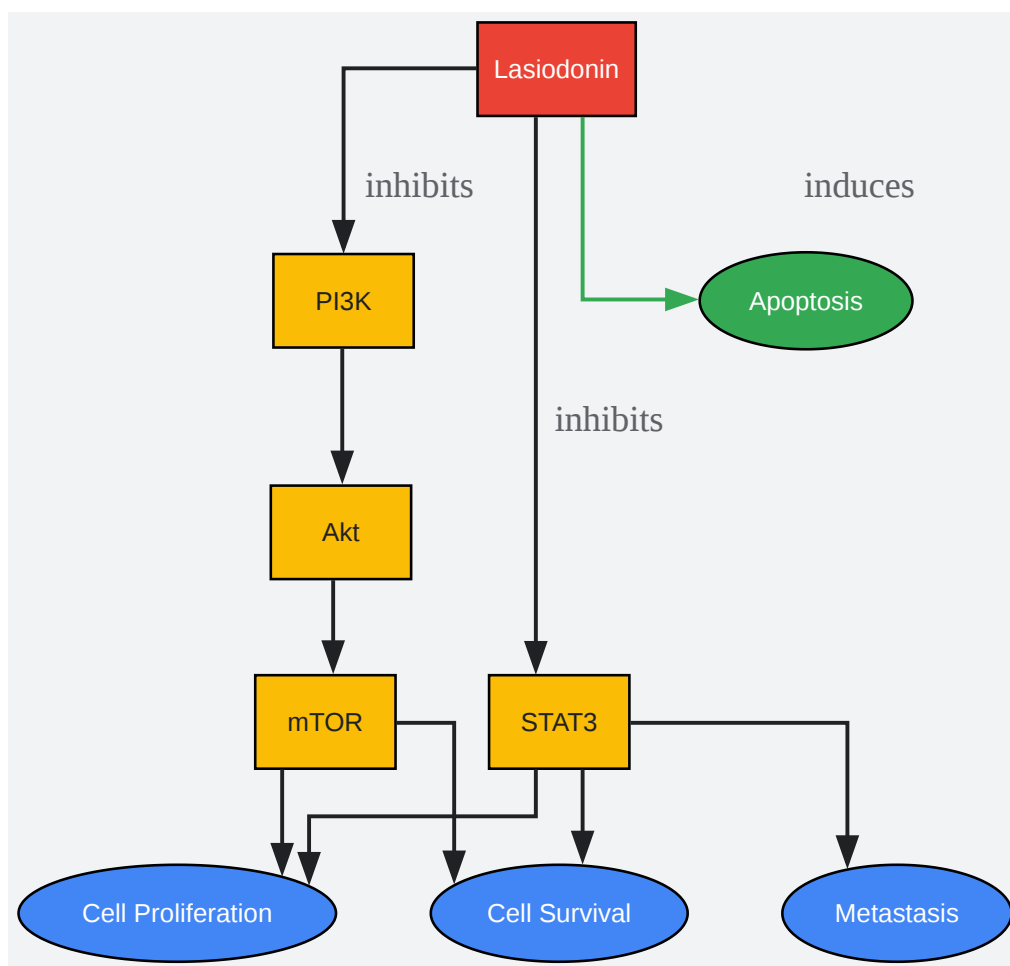 Lasiodonin
inhibits
induces
PI3K
Apoptosis
inhibits
Akt
mTOR
STAT3
Cell Proliferation
Cell Survival
Metastasis